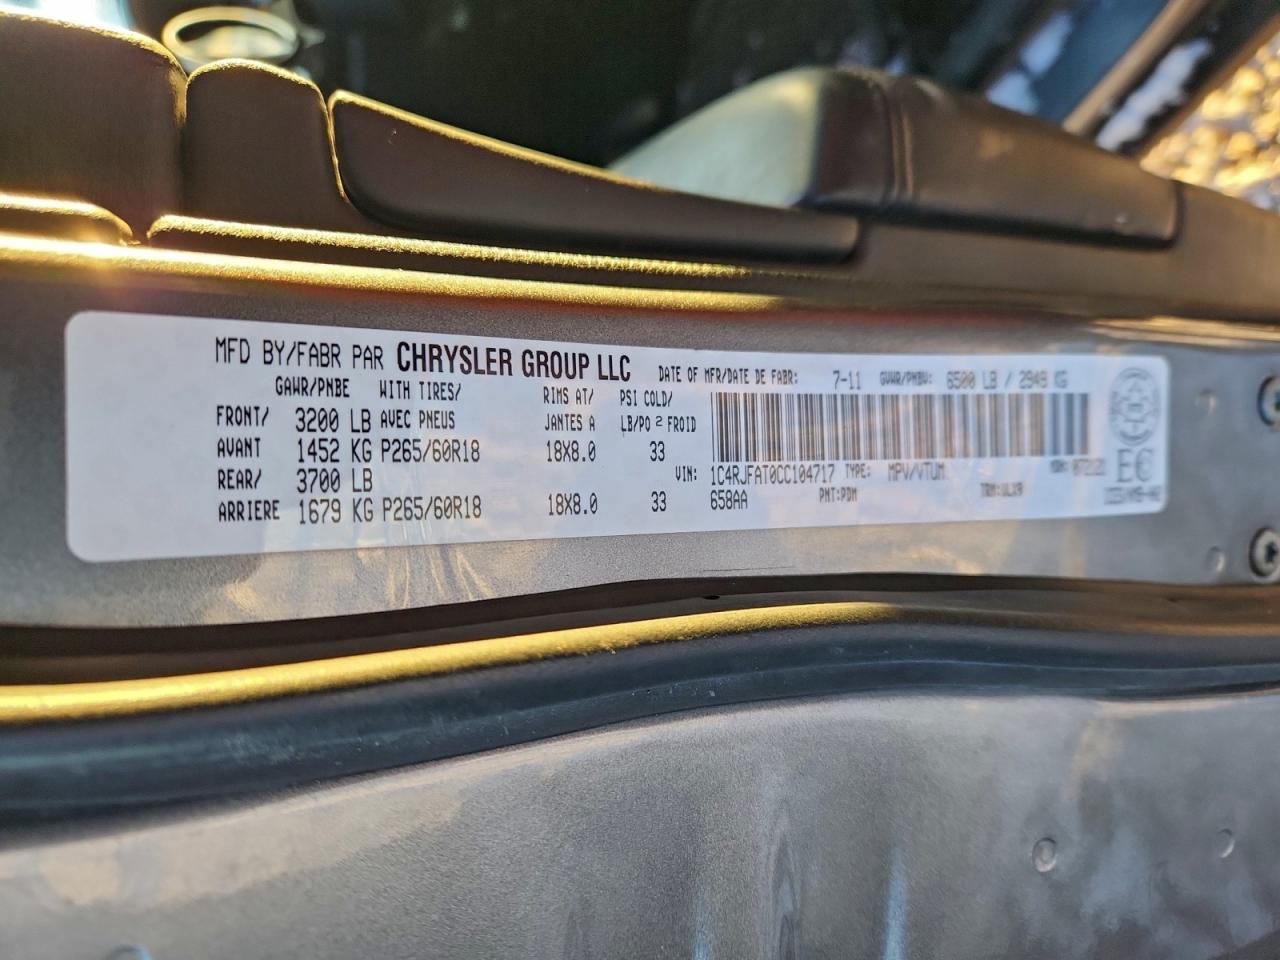 MFD BY/FABR PAR CHRYSLER GROUP LLC DATE OF MFR/DATE DE FABR: 7-11 GVWR/PNBV: 6500 LB / 2949 KG
GAWR/PNBE WITH TIRES/ RIMS AT/ PSI COLD/
FRONT/ 3200 LB AVEC PNEUS JANTES A LB/PO 2 FROID
AVANT 1452 KG P265/60R18 18X8.0 33
REAR/ 3700 LB VIN: 1C4RJFAT0CC104717 TYPE: MPV/VTUM
ARRIERE 1679 KG P265/60R18 18X8.0 33 658AA PNT:PDM
EC